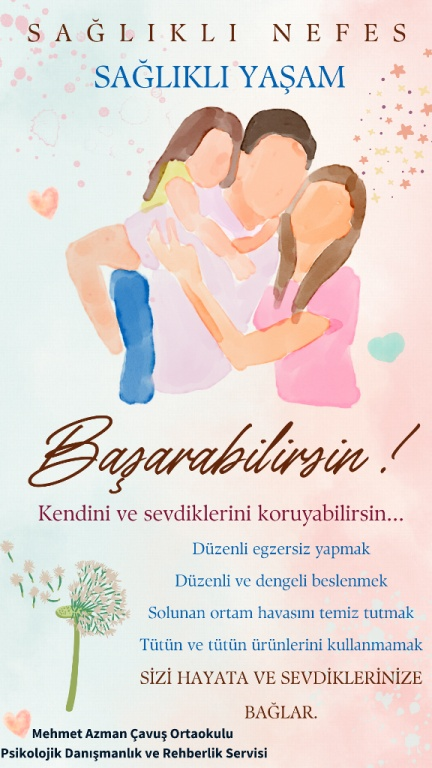 SAĞLIKLI NEFES
SAĞLIKLI YAŞAM
Başarabilirsin !
Kendini ve sevdiklerini koruyabilirsin...
Düzenli egzersiz yapmak
Düzenli ve dengeli beslenmek
Solunan ortam havasını temiz tutmak
Tütün ve tütün ürünlerini kullanmamak
SİZİ HAYATA VE SEVDİKLERİNİZE
BAĞLAR.
Mehmet Azman Çavuş Ortaokulu
Psikolojik Danışmanlık ve Rehberlik Servisi